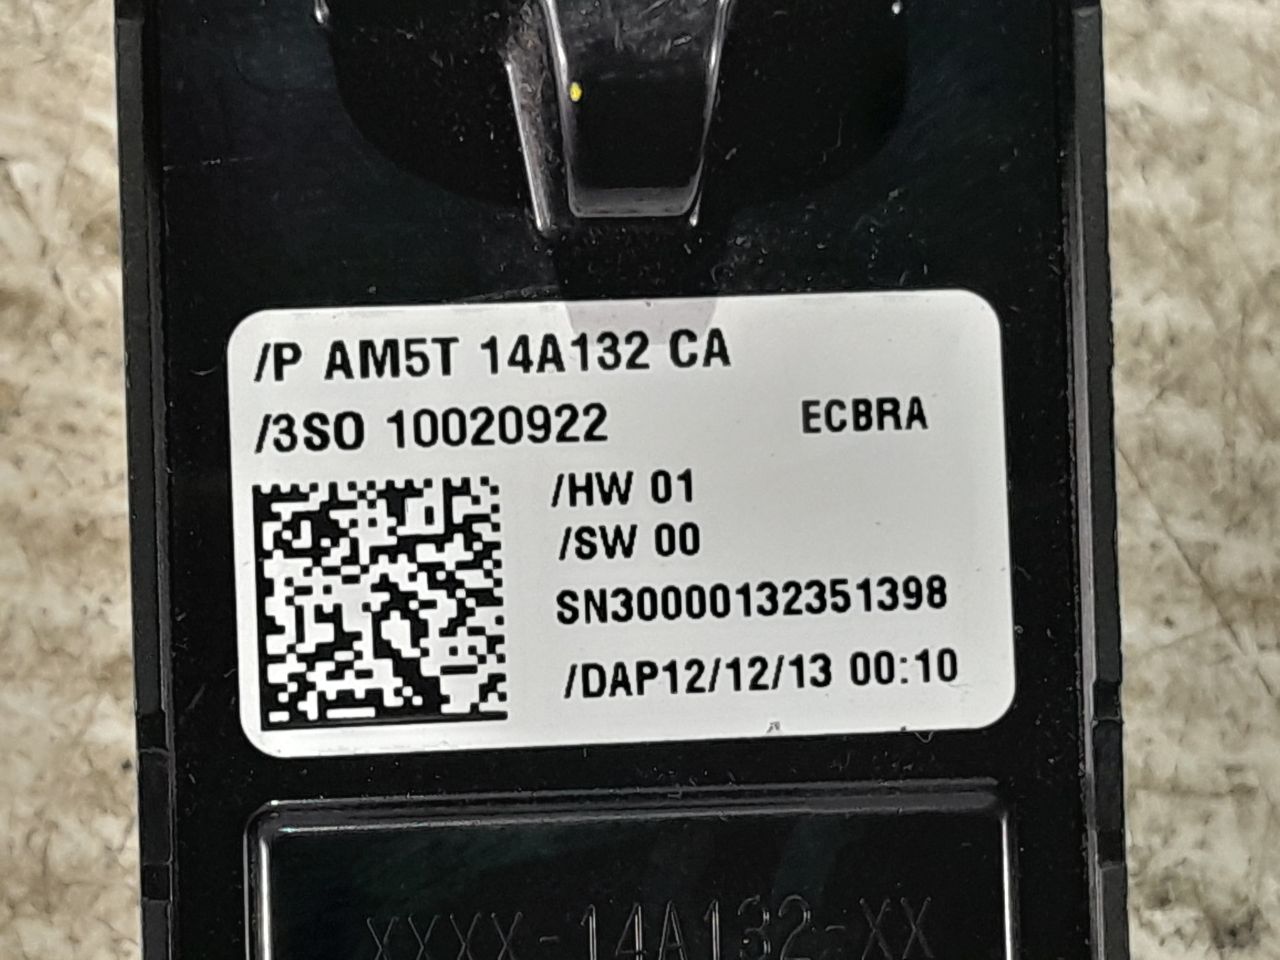 /P AM5T 14A132 CA
/3SO 10020922 ECBRA
/HW 01
/SW 00
SN30000132351398
/DAP12/12/13 00:10
XXXX-14A132-XX